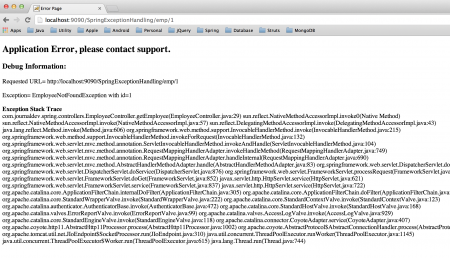 Error Page
localhost:9090/SpringExceptionHandling/emp/1
Apple Android Utility Personal jQuery Spring Database Struts MongoDB
Application Error, please contact support.
Debug Information:
Requested URL= http://localhost:9090/SpringExceptionHandling/emp/1
Exception= EmployeeNotFound Exception with id=1
Exception Stack Trace
com.journaldev.spring.controllers.EmployeeController.getEmployee(EmployeeController.java:29) sun.reflect.NativeMethodAccessorImpl.invoke0(Native Method)
sun.reflect.NativeMethodAccessorImpl.invoke(NativeMethodAccessorImpl.java:57) sun.reflect.DelegatingMethodAccessorImpl.invoke(DelegatingMethodAccessorImpl.java:43)
java.lang.reflect.Method.invoke(Method.java:606) org.springframework.web.method.support.InvocableHandlerMethod.invoke(InvocableHandlerMethod.java:215)
org.springframework.web.method.support.InvocableHandlerMethod.invokeForRequest(InvocableHandlerMethod.java:132)
org.springframework.web.servlet.mvc.method.annotation.ServletInvocableHandlerMethod.invokeAndHandle(ServletInvocableHandlerMethod.java:104)
org.springframework.web.servlet.mvc.method.annotation.RequestMappingHandlerAdapter.invokeHandleMethod(RequestMappingHandlerAdapter.java:749)
org.springframework.web.servlet.mvc.method.annotation.RequestMappingHandlerAdapter.handleInternal(RequestMappingHandlerAdapter.java:690)
org.springframework.web.servlet.mvc.method.AbstractHandlerMethodAdapter.handle(AbstractHandlerMethodAdapter.java:83) org.springframework.web.servlet.DispatcherServlet.do
org.springframework.web.servlet.DispatcherServlet.doService(DispatcherServlet.java:876) org.springframework.web.servlet.FrameworkServlet.processRequest(FrameworkServlet.java
org.springframework.web.servlet.FrameworkServlet.doGet(FrameworkServlet.java:852) javax.servlet.http.HttpServlet.service(HttpServlet.java:621)
org.springframework.web.servlet.FrameworkServlet.service(FrameworkServlet.java:837) javax.servlet.http.HttpServlet.service(HttpServlet.java:722)
org.apache.catalina.core.ApplicationFilterChain.internalDoFilter(ApplicationFilterChain.java:305) org.apache.catalina.core.ApplicationFilterChain.doFilter(ApplicationFilterChain.java
org.apache.catalina.core.StandardWrapperValve.invoke(StandardWrapperValve.java:222) org.apache.catalina.core.StandardContextValve.invoke(StandardContextValve.java:123)
org.apache.catalina.authenticator.AuthenticatorBase.invoke(AuthenticatorBase.java:472) org.apache.catalina.core.StandardHostValve.invoke(StandardHostValve.java:168)
org.apache.catalina.valves.ErrorReportValve.invoke(ErrorReportValve.java:99) org.apache.catalina.valves.AccessLogValve.invoke(AccessLogValve.java:929)
org.apache.catalina.core.StandardEngineValve.invoke(StandardEngineValve.java:118) org.apache.catalina.connector.CoyoteAdapter.service(CoyoteAdapter.java:407)
org.apache.coyote.http11.AbstractHttp11Processor.process(AbstractHttp11Processor.java:1002) org.apache.coyote.AbstractProtocol$AbstractConnectionHandler.process(AbstractProt
org.apache.tomcat.util.net.JIoEndpoint$SocketProcessor.run(JIoEndpoint.java:310) java.util.concurrent.ThreadPoolExecutor.runWorker(ThreadPoolExecutor.java:1145)
java.util.concurrent.ThreadPoolExecutor$Worker.run(ThreadPoolExecutor.java:615) java.lang.Thread.run(Thread.java:744)